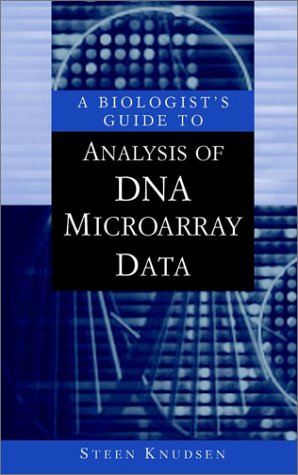 A BIOLOGIST'S
GUIDE TO
ANALYSIS OF
DNA
MICROARRAY
DATA
STEEN KNUDSEN